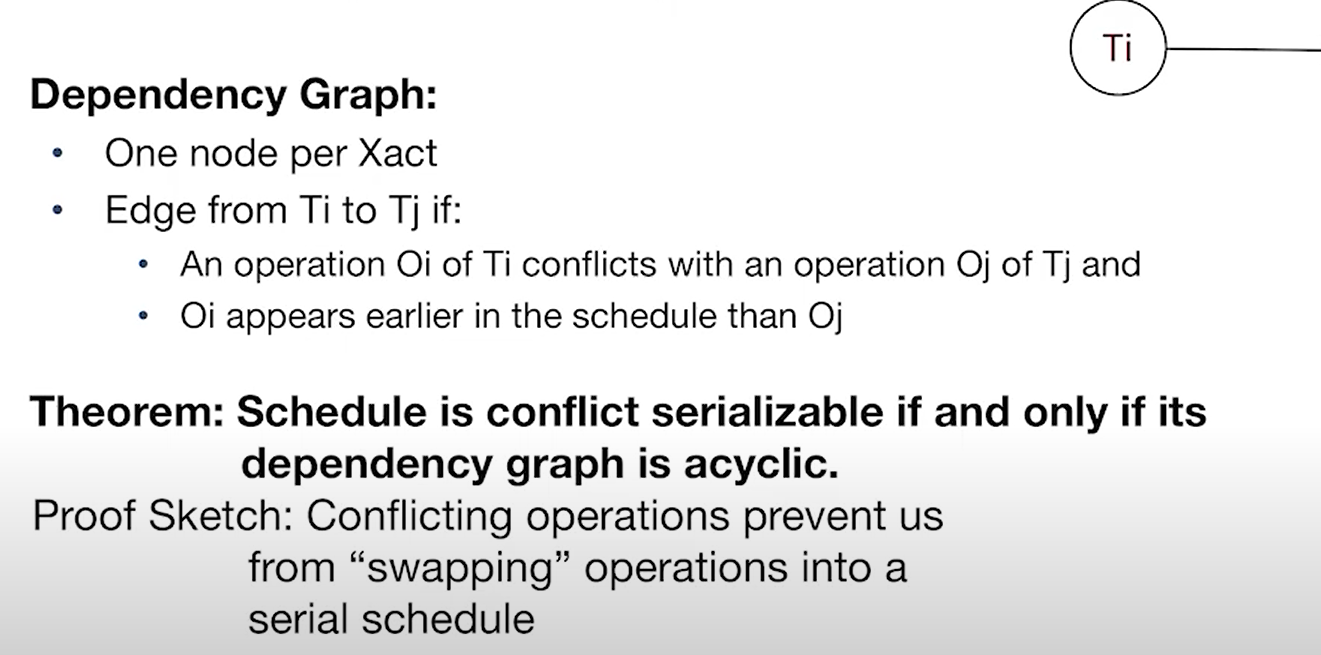 Ti
Dependency Graph:
• One node per Xact
• Edge from Ti to Tj if:
• An operation Oi of Ti conflicts with an operation Oj of Tj and
• Oi appears earlier in the schedule than Oj
Theorem: Schedule is conflict serializable if and only if its
dependency graph is acyclic.
Proof Sketch: Conflicting operations prevent us
from “swapping” operations into a
serial schedule